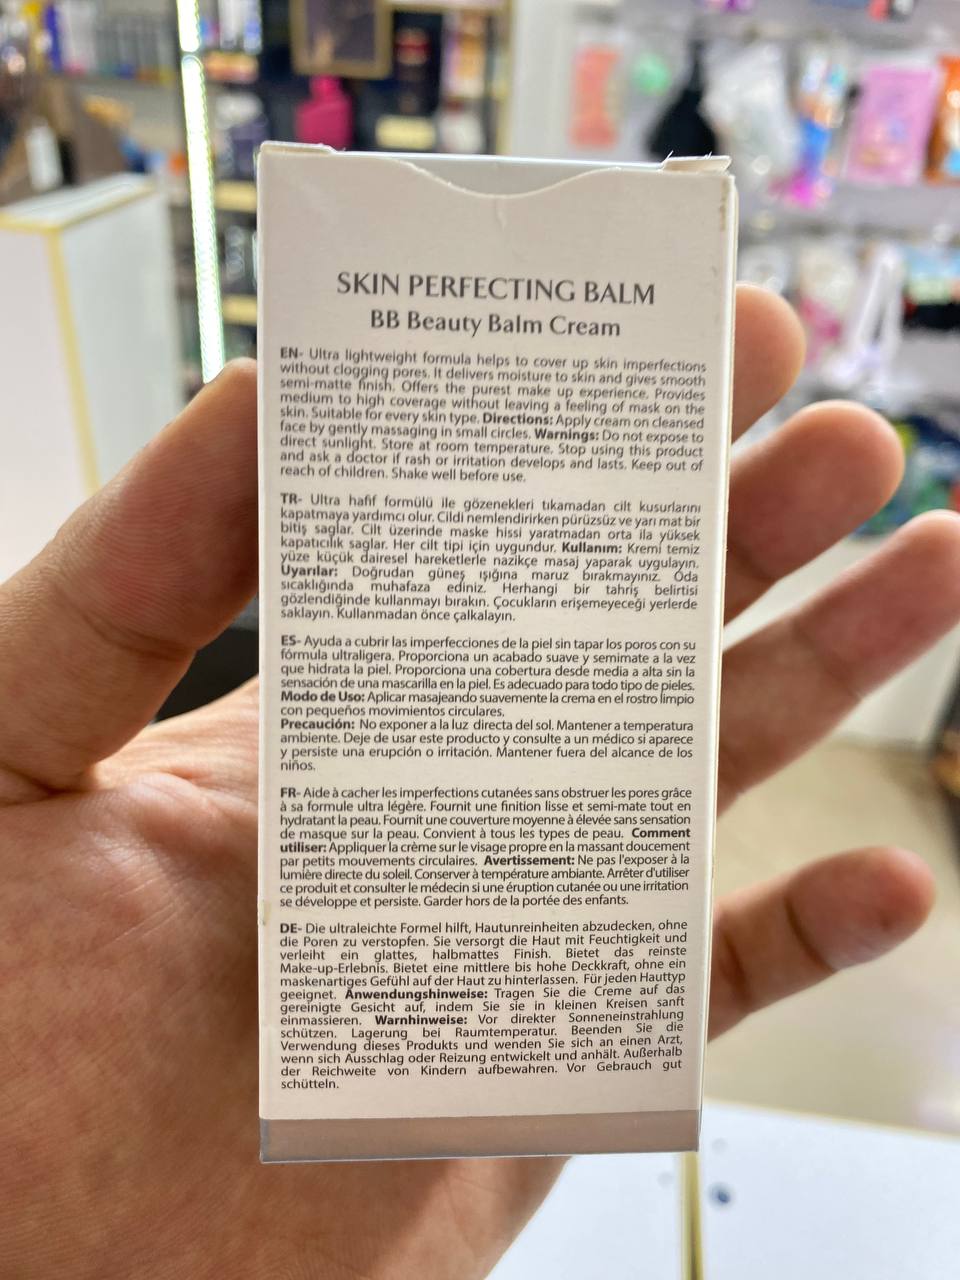 SKIN PERFECTING BALM
BB Beauty Balm Cream
EN- Ultra lightweight formula helps to cover up skin imperfections
without clogging pores. It delivers moisture to skin and gives smooth
semi-matte finish. Offers the purest make up experience. Provides
medium to high coverage without leaving a feeling of mask on the
skin. Suitable for every skin type. Directions: Apply cream on cleansed
face by gently massaging in small circles. Warnings: Do not expose to
direct sunlight. Store at room temperature. Stop using this product
and ask a doctor if rash or irritation develops and lasts. Keep out of
reach of children. Shake well before use.
TR- Ultra hafif formülü ile gözenekleri tıkamadan cilt kusurlarını
kapatmaya yardımcı olur. Cildi nemlendirirken pürüzsüz ve yarı mat bir
bitiş saglar. Cilt üzerinde maske hissi yaratmadan orta ila yüksek
kapatıcılık saglar. Her cilt tipi için uygundur. Kullanım: Kremi temiz
yüze küçük dairesel hareketlerle nazikçe masaj yaparak uygulayın.
Uyarılar: Doğrudan güneş ışığına maruz bırakmayınız. Oda
sıcaklığında muhafaza ediniz. Herhangi bir tahriş belirtisi
gözlendiğinde kullanmayı bırakın. Çocukların erişemeyeceği yerlerde
saklayın. Kullanmadan önce çalkalayın.
ES- Ayuda a cubrir las imperfecciones de la piel sin tapar los poros con su
fórmula ultraligera. Proporciona un acabado suave y semimate a la vez
que hidrata la piel. Proporciona una cobertura desde media a alta sin la
sensación de una mascarilla en la piel. Es adecuado para todo tipo de pieles.
Modo de Uso: Aplicar masajeando suavemente la crema en el rostro limpio
con pequeños movimientos circulares.
Precaución: No exponer a la luz directa del sol. Mantener a temperatura
ambiente. Deje de usar este producto y consulte a un médico si aparece
y persiste una erupción o irritación. Mantener fuera del alcance de los
niños.
FR- Aide à cacher les imperfections cutanées sans obstruer les pores grâce
à sa formule ultra légère. Fournit une finition lisse et semi-mate tout en
hydratant la peau. Fournit une couverture moyenne à élevée sans sensation
de masque sur la peau. Convient à tous les types de peau. Comment
utiliser: Appliquer la crème sur le visage propre en la massant doucement
par petits mouvements circulaires. Avertissement: Ne pas l'exposer à la
lumière directe du soleil. Conserver à température ambiante. Arrêter d'utiliser
ce produit et consulter le médecin si une éruption cutanée ou une irritation
se développe et persiste. Garder hors de la portée des enfants.
DE- Die ultraleichte Formel hilft, Hautunreinheiten abzudecken, ohne
die Poren zu verstopfen. Sie versorgt die Haut mit Feuchtigkeit und
verleiht ein glattes, halbmattes Finish. Bietet das reinste
Make-up-Erlebnis. Bietet eine mittlere bis hohe Deckkraft, ohne ein
maskenartiges Gefühl auf der Haut zu hinterlassen. Für jeden Hauttyp
geeignet. Anwendungshinweise: Tragen Sie die Creme auf das
gereinigte Gesicht auf, indem Sie sie in kleinen Kreisen sanft
einmassieren. Warnhinweise: Vor direkter Sonneneinstrahlung
schützen. Lagerung bei Raumtemperatur. Beenden Sie die
Verwendung dieses Produkts und wenden Sie sich an einen Arzt,
wenn sich Ausschlag oder Reizung entwickelt und anhält. Außerhalb
der Reichweite von Kindern aufbewahren. Vor Gebrauch gut
schütteln.